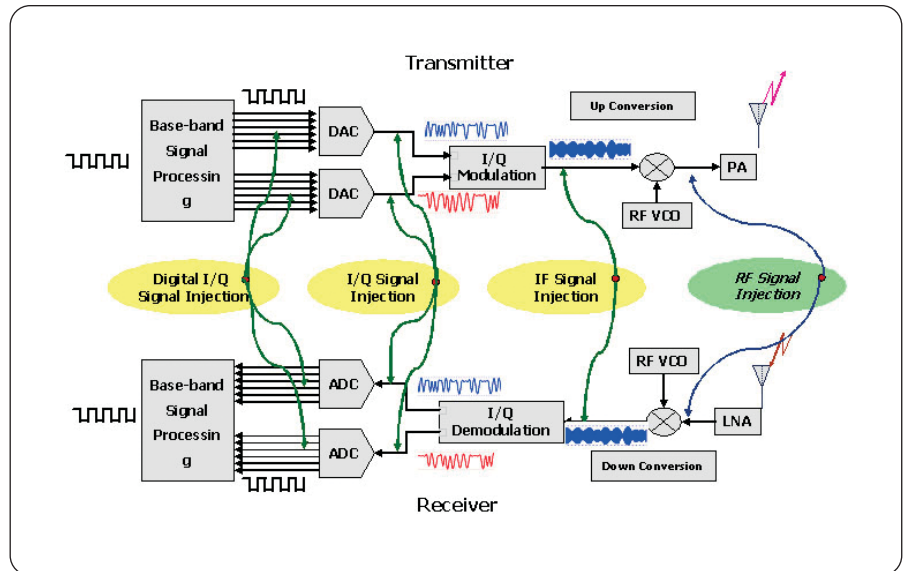 Transmitter
Up Conversion
Base-band
Signal
Processin
g
DAC
DAC
I/Q
Modulation
PA
RF VCO
Digital I/Q
Signal Injection
I/Q Signal
Injection
IF Signal
Injection
RF Signal
Injection
RF VCO
Base-band
Signal
Processin
g
ADC
ADC
I/Q
Demodulation
LNA
Down Conversion
Receiver